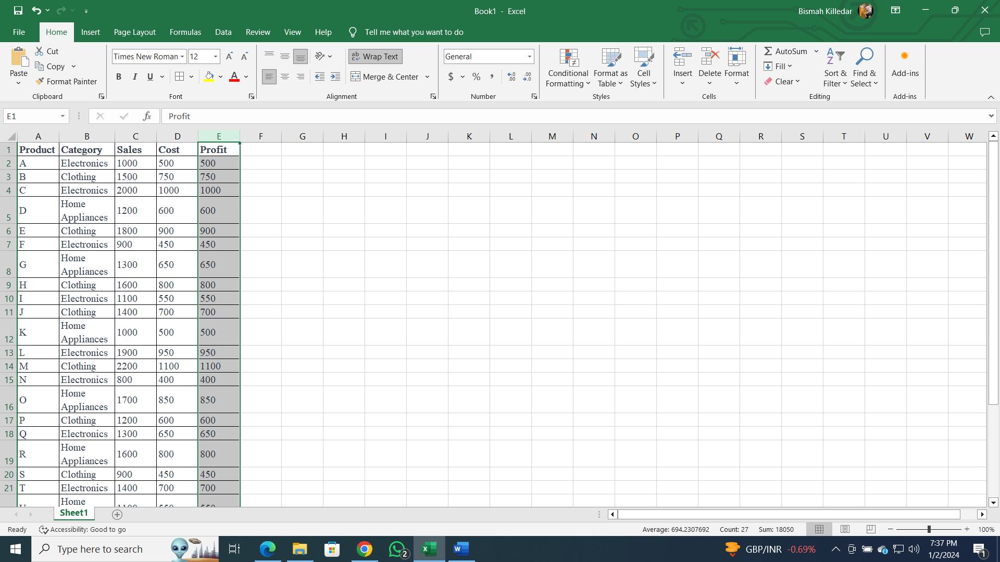 Book1 - Excel
Bismah Killedar
File Home Insert Page Layout Formulas Data Review View Help Tell me what you want to do
Paste
Cut
Copy
Format Painter
Clipboard
Times New Roman 12
B I U
Font
Wrap Text
Merge & Center
Alignment
General
$ % ,
Number
Conditional Formatting
Format as Table
Cell Styles
Styles
Insert Delete Format
Cells
AutoSum
Fill
Clear
Sort & Filter
Find & Select
Editing
Add-ins
Add-ins
E1 fx Profit
A B C D E F G H I J K L M N O P Q R S T U V W
1 Product Category Sales Cost Profit
2 A Electronics 1000 500 500
3 B Clothing 1500 750 750
4 C Electronics 2000 1000 1000
5 D Home Appliances 1200 600 600
6 E Clothing 1800 900 900
7 F Electronics 900 450 450
8 G Home Appliances 1300 650 650
9 H Clothing 1600 800 800
10 I Electronics 1100 550 550
11 J Clothing 1400 700 700
12 K Home Appliances 1000 500 500
13 L Electronics 1900 950 950
14 M Clothing 2200 1100 1100
15 N Electronics 800 400 400
16 O Home Appliances 1700 850 850
17 P Clothing 1200 600 600
18 Q Electronics 1300 650 650
19 R Home Appliances 1600 800 800
20 S Clothing 900 450 450
21 T Electronics 1400 700 700
Home
Sheet1
Ready Accessibility: Good to go Average: 694.2307692 Count: 27 Sum: 18050 100%
Type here to search
2
GBP/INR -0.69%
7:37 PM
1/2/2024
1